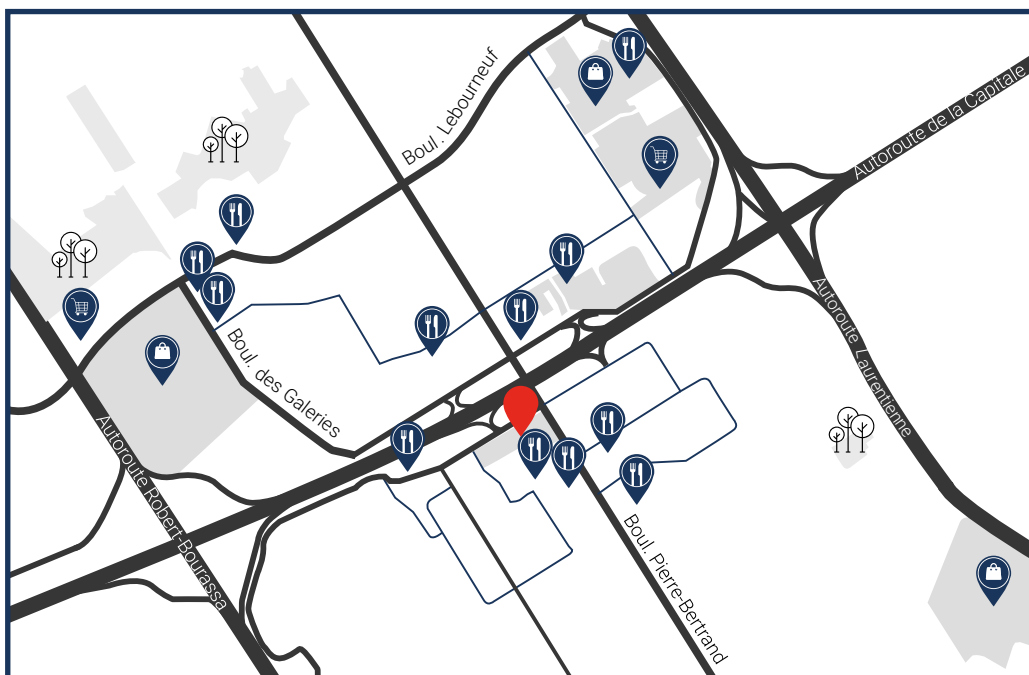 Boul. Lebourneuf
Autoroute de la Capitale
Boul. des Galeries
Autoroute Laurentienne
Autoroute Robert-Bourassa
Boul. Pierre-Bertrand